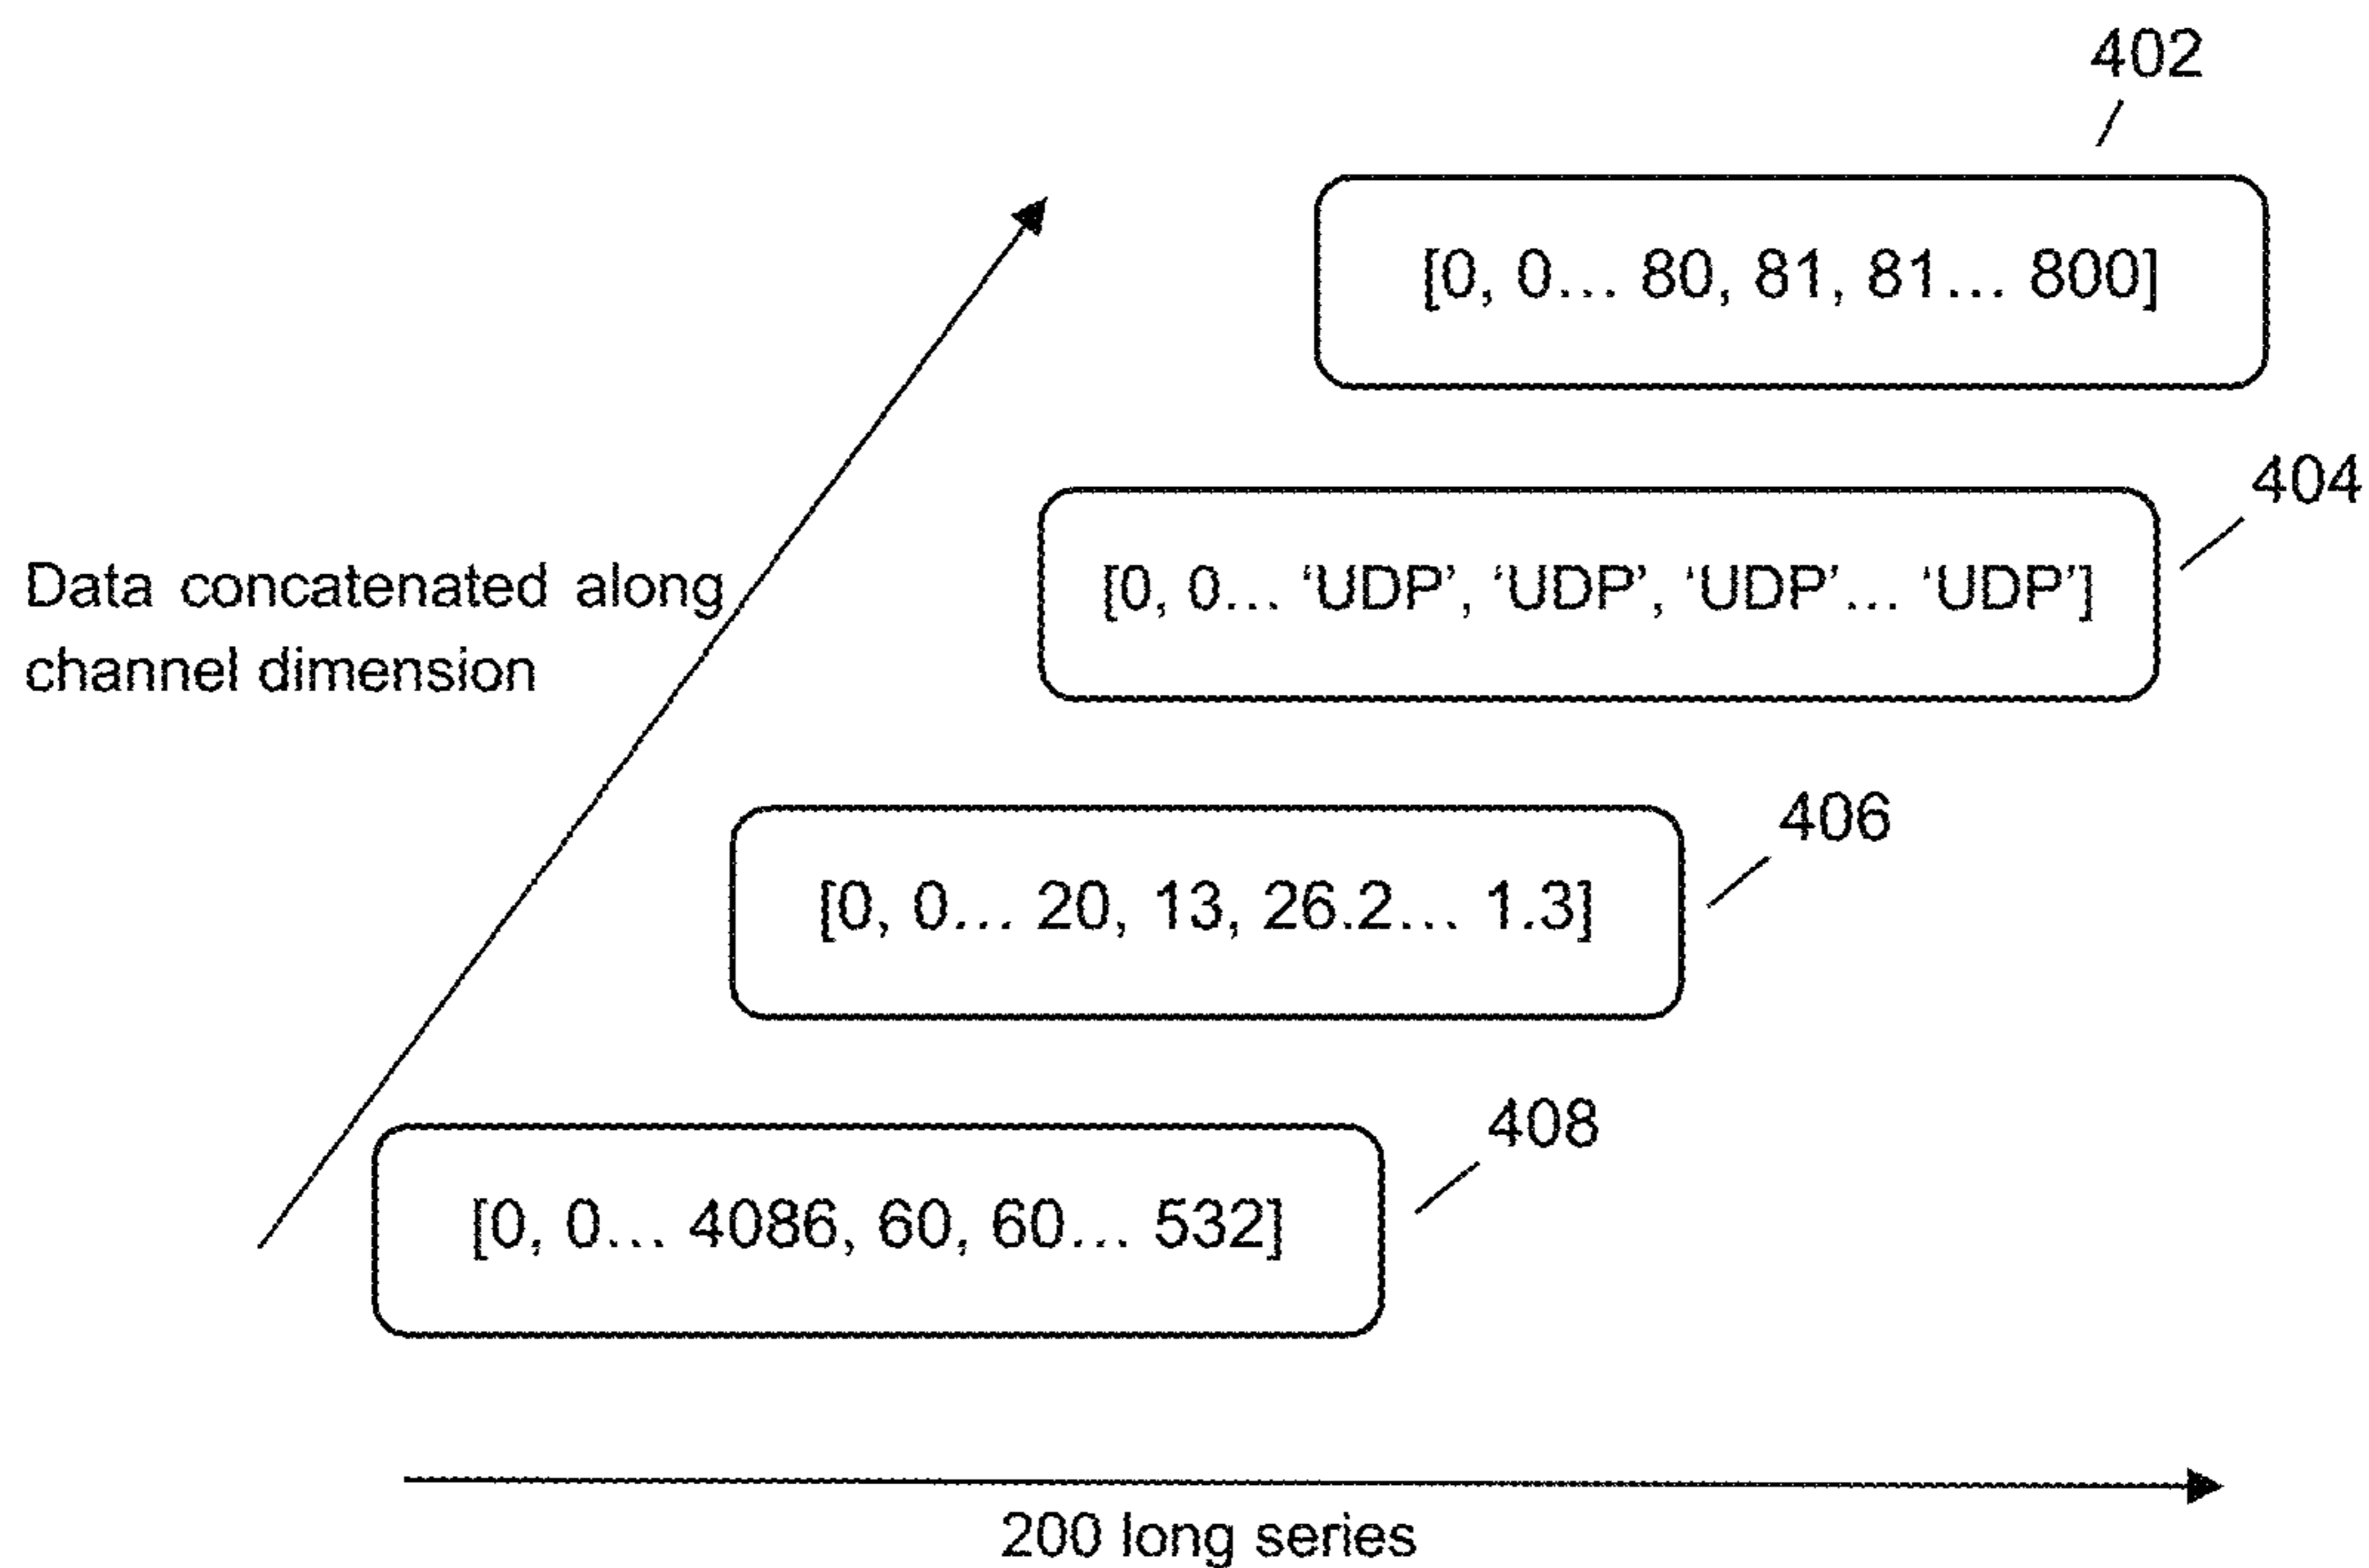 402
[0, 0... 80, 81, 81... 800]
404
[0, 0... ‘UDP’, ‘UDP’, ‘UDP’... ‘UDP’]
Data concatenated along
channel dimension
406
[0, 0... 20, 13, 26.2... 1.3]
408
[0, 0... 4086, 60, 60... 532]
200 long series